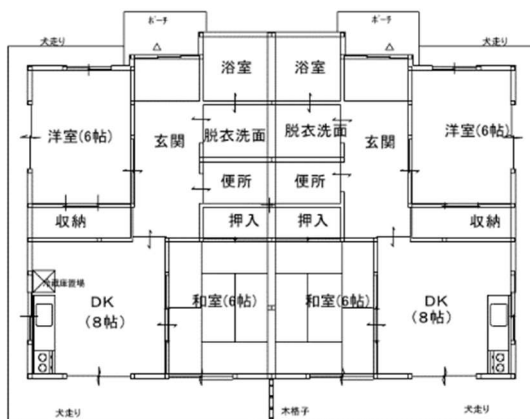 ポーチ ポーチ
犬走り 犬走り
浴室 浴室
洋室(6帖) 洋室(6帖)
玄関 脱衣洗面 脱衣洗面 玄関
便所 便所
収納 押入 押入 収納
冷蔵庫置場
DK 和室(6帖) 和室(6帖) DK
(8帖) (8帖)
犬走り 木格子 犬走り